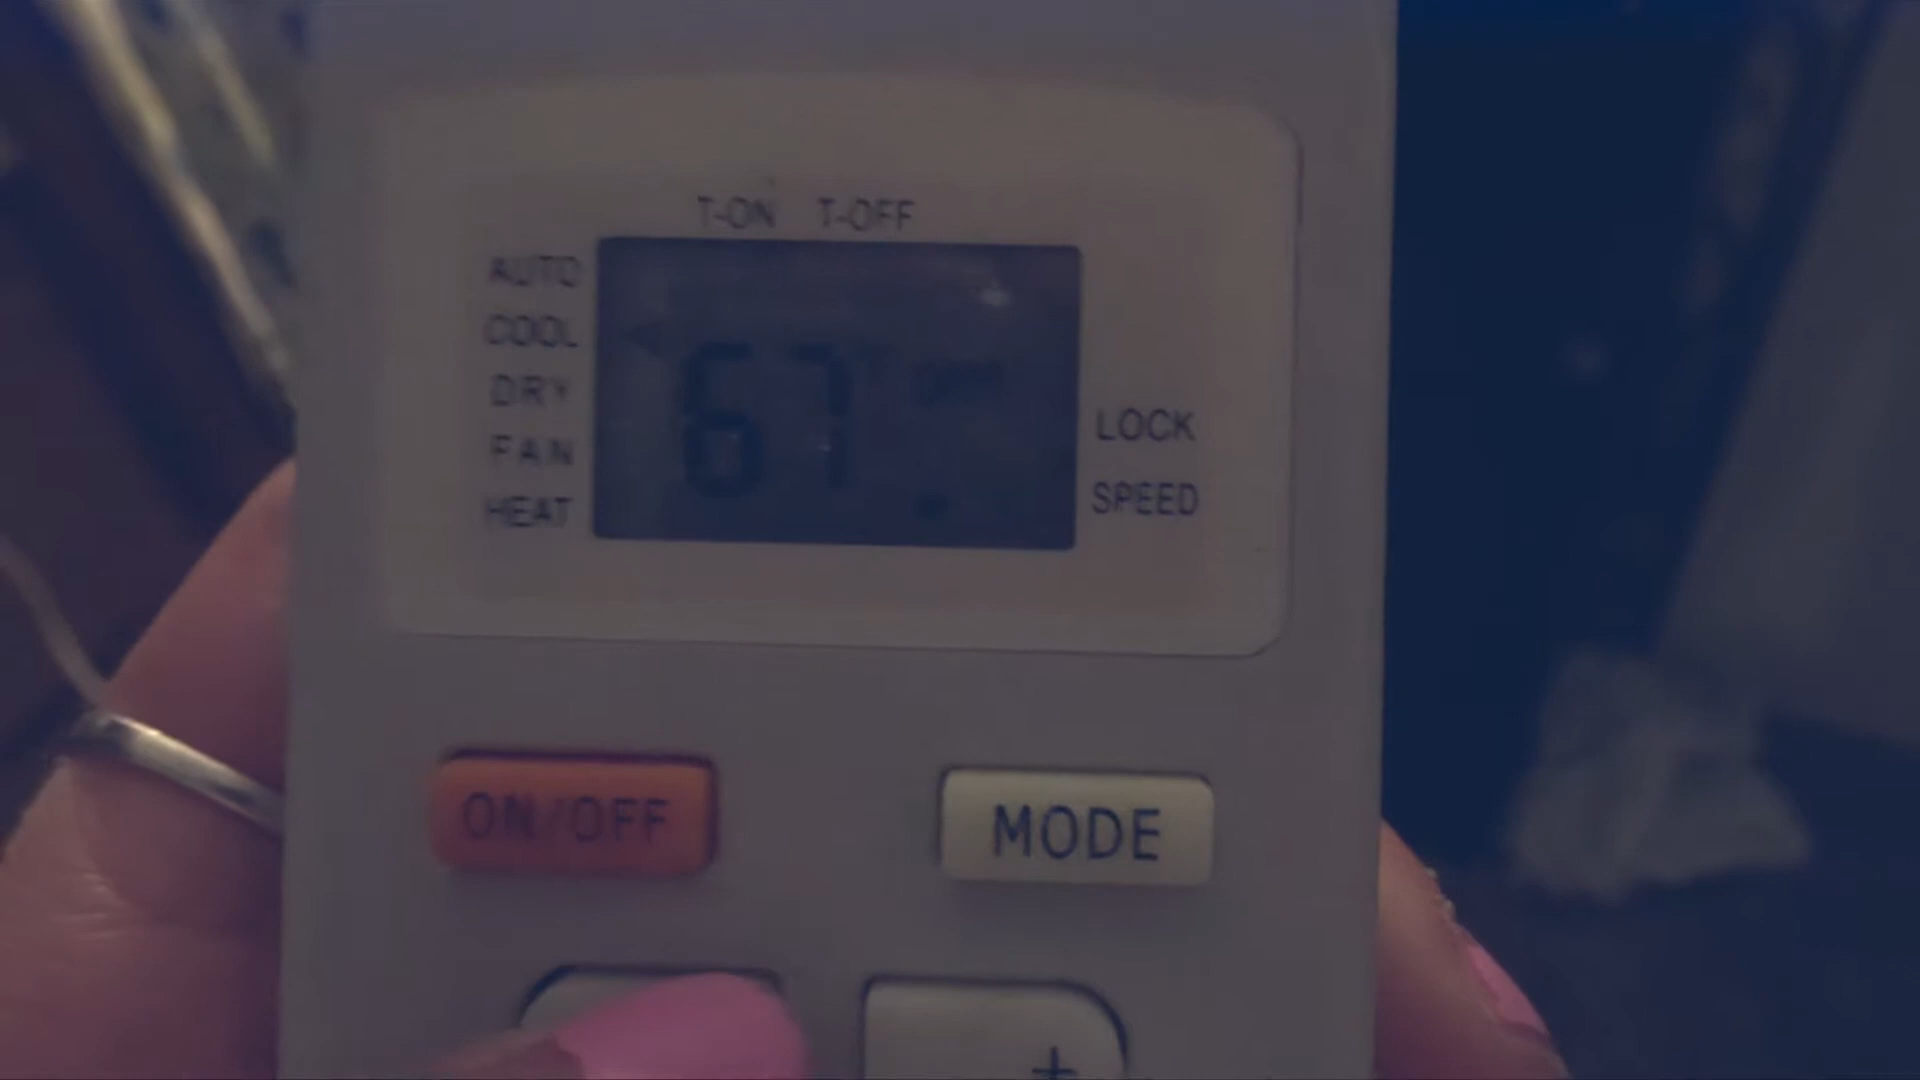 T-ON T-OFF
AUTO
COOL
DRY
FAN
HEAT
67
LOCK
SPEED
ON/OFF
MODE
+